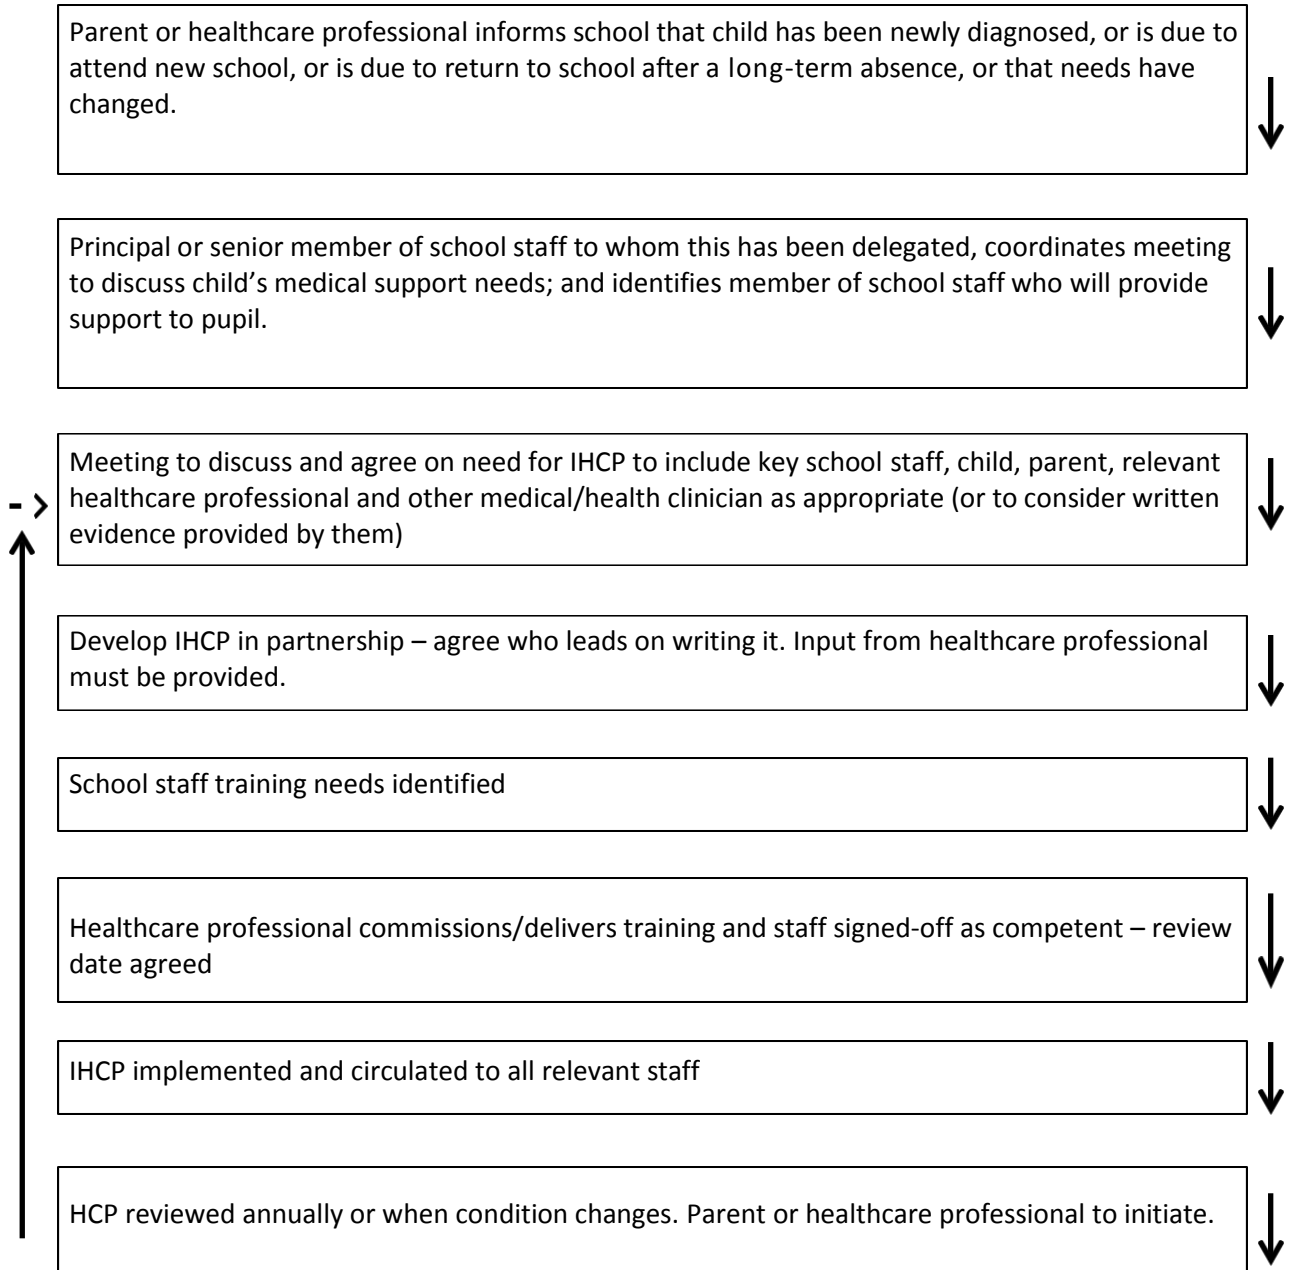 Parent or healthcare professional informs school that child has been newly diagnosed, or is due to
attend new school, or is due to return to school after a long-term absence, or that needs have
changed.
Principal or senior member of school staff to whom this has been delegated, coordinates meeting
to discuss child’s medical support needs; and identifies member of school staff who will provide
support to pupil.
Meeting to discuss and agree on need for IHCP to include key school staff, child, parent, relevant
healthcare professional and other medical/health clinician as appropriate (or to consider written
evidence provided by them)
Develop IHCP in partnership – agree who leads on writing it. Input from healthcare professional
must be provided.
School staff training needs identified
Healthcare professional commissions/delivers training and staff signed-off as competent – review
date agreed
IHCP implemented and circulated to all relevant staff
HCP reviewed annually or when condition changes. Parent or healthcare professional to initiate.